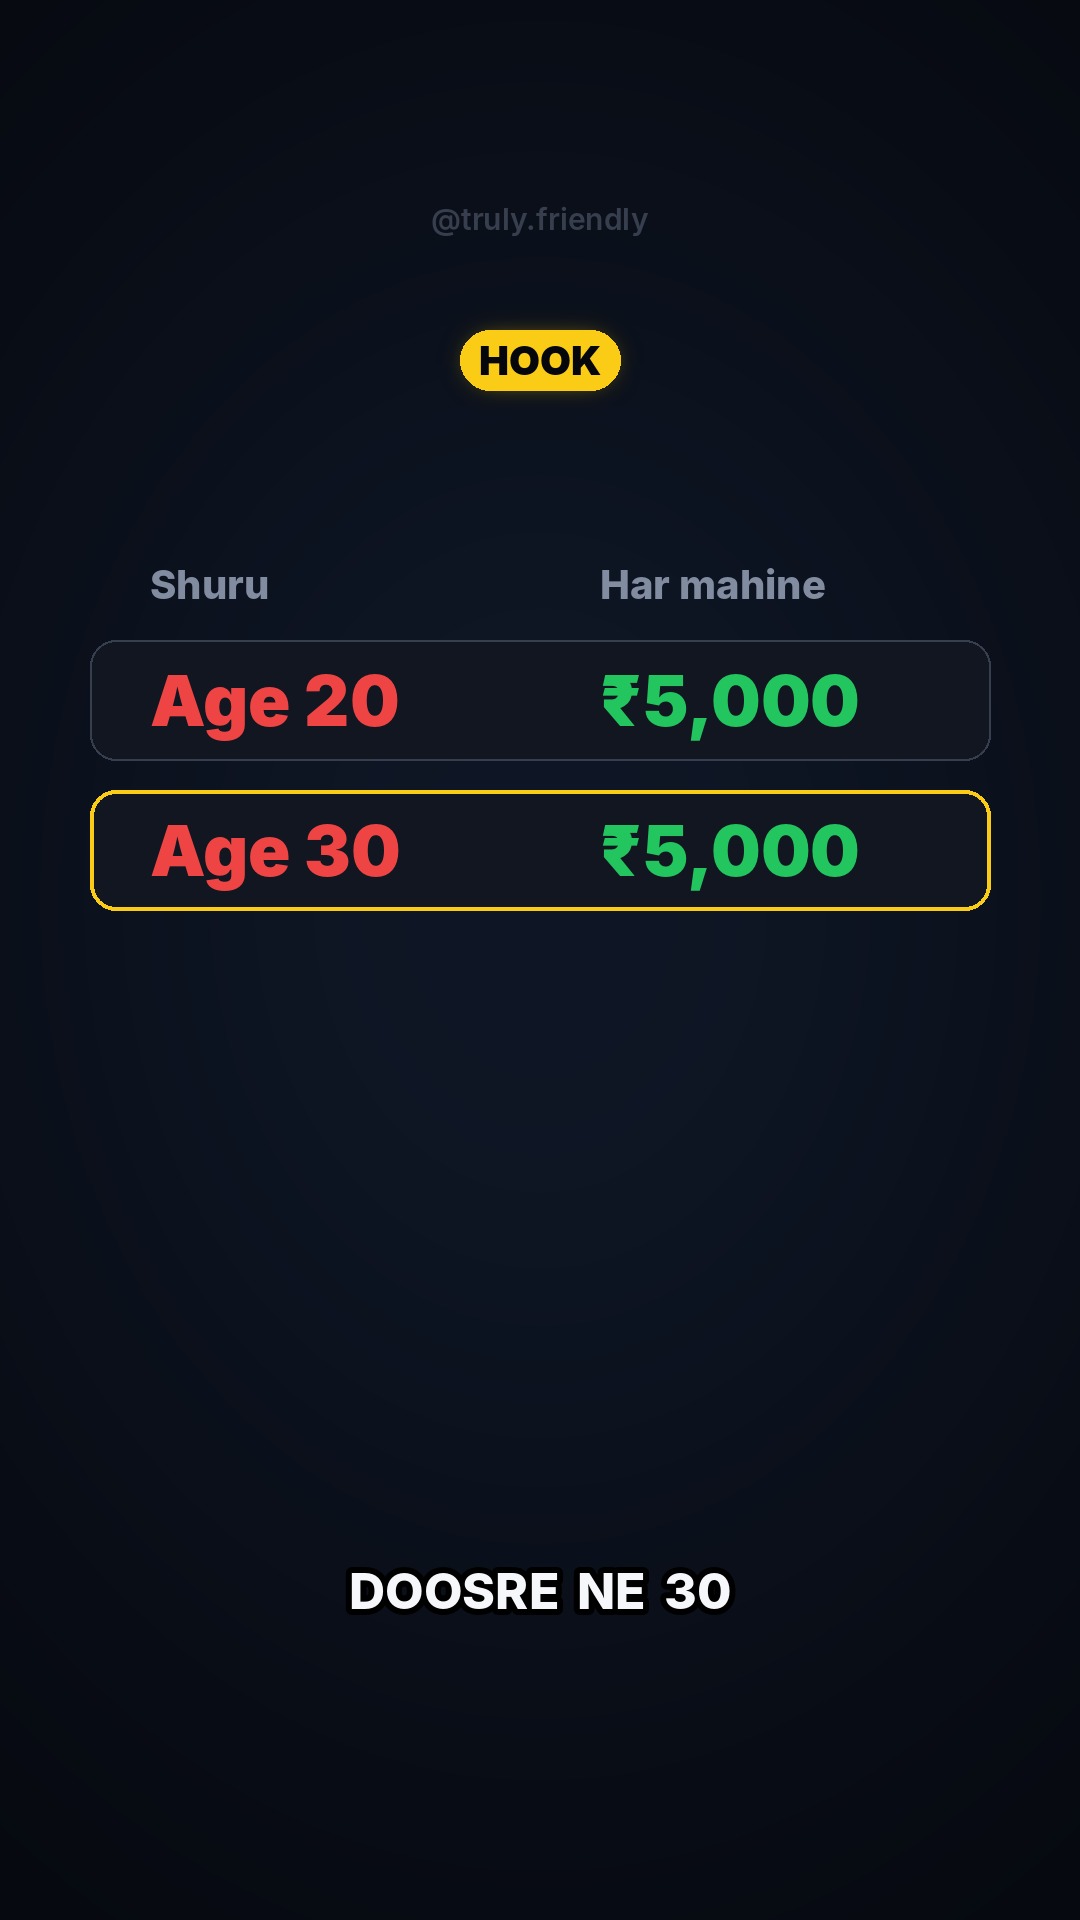 @truly.friendly
HOOK
Shuru Har mahine
Age 20 ₹5,000
Age 30 ₹5,000
DOOSRE NE 30